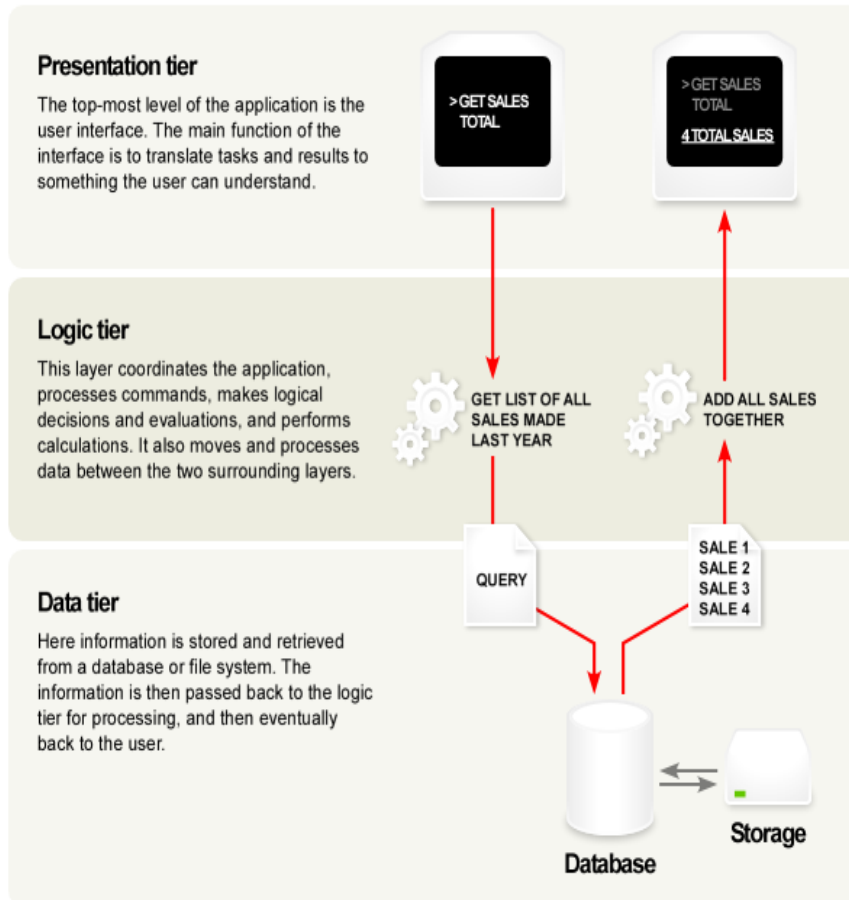 Presentation tier
The top-most level of the application is the
user interface. The main function of the
interface is to translate tasks and results to
something the user can understand.
>GET SALES
TOTAL
>GET SALES
TOTAL
4 TOTAL SALES
Logic tier
This layer coordinates the application,
processes commands, makes logical
decisions and evaluations, and performs
calculations. It also moves and processes
data between the two surrounding layers.
GET LIST OF ALL
SALES MADE
LAST YEAR
ADD ALL SALES
TOGETHER
QUERY
SALE 1
SALE 2
SALE 3
SALE 4
Data tier
Here information is stored and retrieved
from a database or file system. The
information is then passed back to the logic
tier for processing, and then eventually
back to the user.
Database
Storage